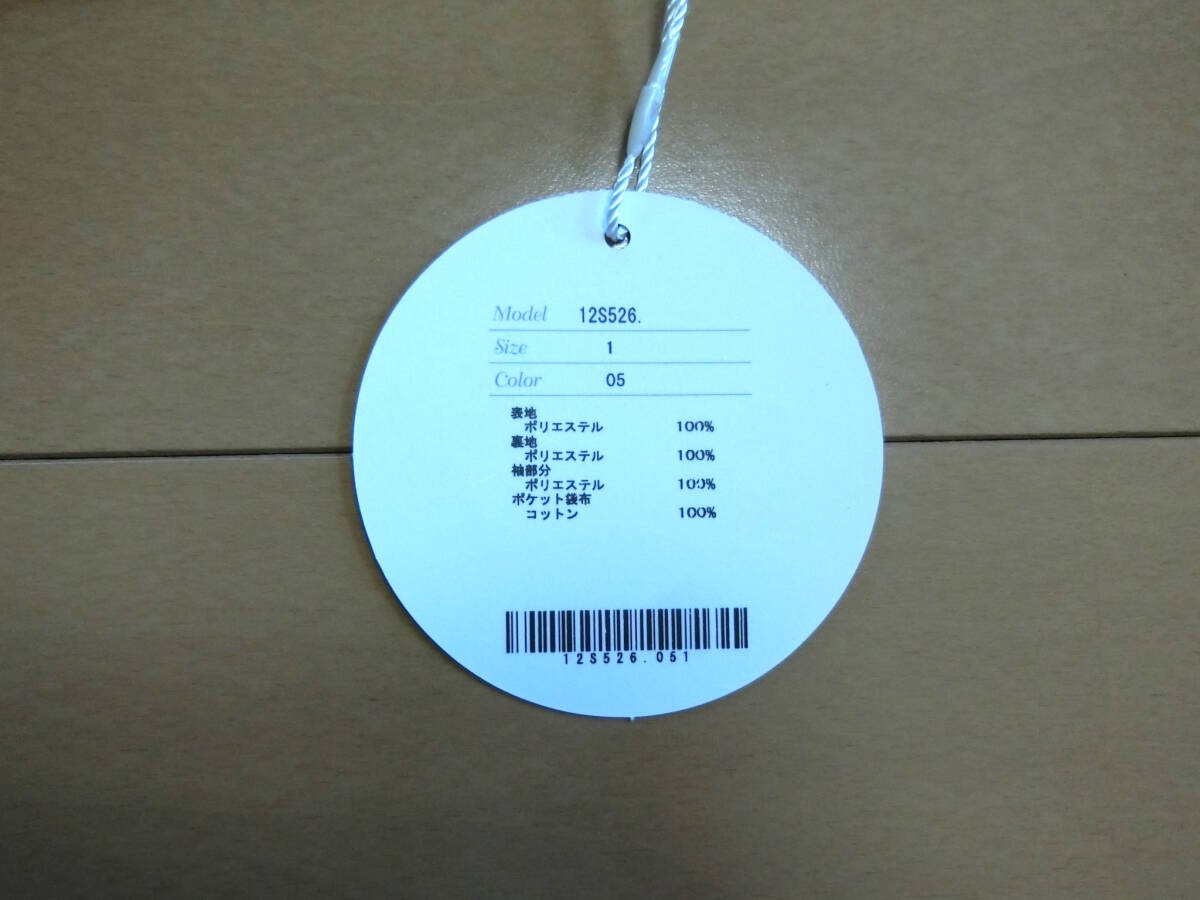 Model 12S526.
Size 1
Color 05
表地
ポリエステル 100%
裏地
ポリエステル 100%
袖部分
ポリエステル 100%
ポケット袋布
コットン 100%
12S526.051